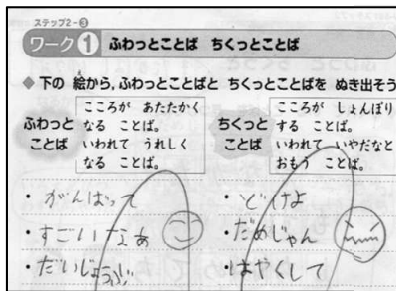 ステップ2-③
ワーク① ふわっとことば ちくっとことば
◆ 下の絵から、ふわっとことばと ちくっとことばを ぬき出そう
ふわっとことば
こころが あたたかく
なる ことば。
いわれて うれしく
なる ことば。
ちくっとことば
こころが しょんぼり
する ことば。
いわれて いやだなと
おもう ことば。
・がんばって
・すごいなぁ
・だいじょうぶ
・どけよ
・だめじゃん
・はやくして